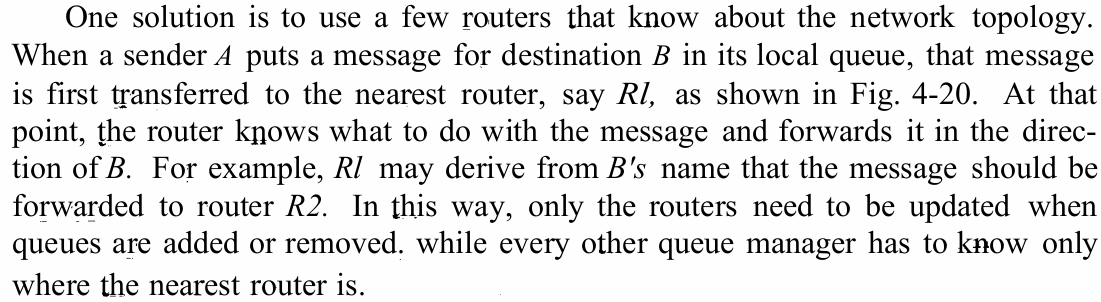 One solution is to use a few routers that know about the network topology.
When a sender A puts a message for destination B in its local queue, that message
is first transferred to the nearest router, say Rl, as shown in Fig. 4-20. At that
point, the router knows what to do with the message and forwards it in the direc-
tion of B. For example, Rl may derive from B's name that the message should be
forwarded to router R2. In this way, only the routers need to be updated when
queues are added or removed. while every other queue manager has to know only
where the nearest router is.